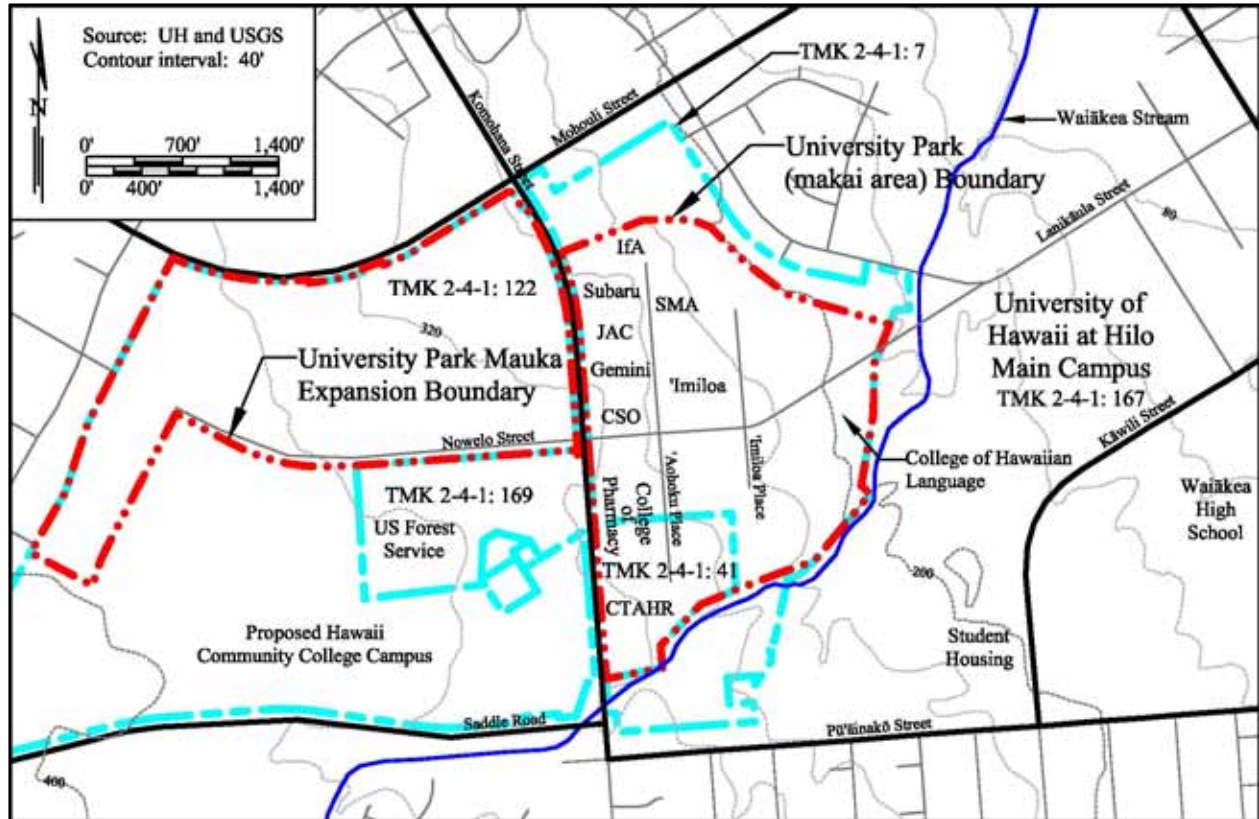 Source: UH and USGS
Contour interval: 40'
N
0' 700' 1,400'
0' 400' 1,400'
Komohana Street
Mohouli Street
TMK 2-4-1: 7
Waiākea Stream
University Park
(makai area) Boundary
Lanikāula Street
80
IfA
TMK 2-4-1: 122
Subaru
SMA
320
JAC
University of
Hawaii at Hilo
Main Campus
TMK 2-4-1: 167
University Park Mauka
Expansion Boundary
Gemini
'Imiloa
CSO
Kāwili Street
Nowelo Street
'Aohoku Place
'Imiloa Place
College of Hawaiian
Language
College
of
Pharmacy
TMK 2-4-1: 169
US Forest
Service
Waiākea
High
School
TMK 2-4-1: 41
200
CTAHR
Proposed Hawaii
Community College Campus
Student
Housing
Saddle Road
Pū'āinakō Street
400